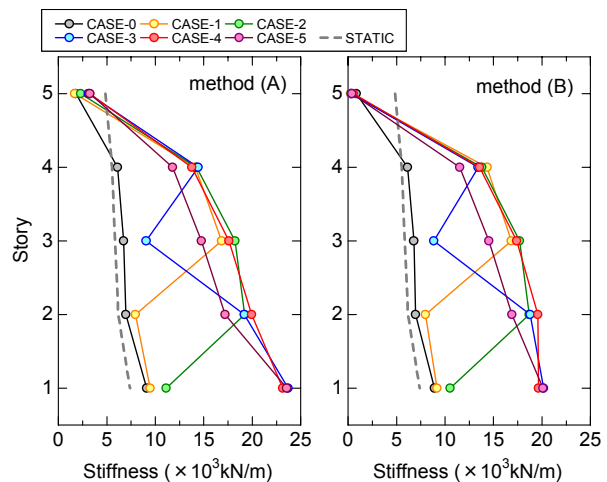 CASE-0 CASE-1 CASE-2
CASE-3 CASE-4 CASE-5 STATIC
method (A) method (B)
5 5
4 4
Story
3 3
2 2
1 1
0 5 10 15 20 25 0 5 10 15 20 25
Stiffness (×10³kN/m) Stiffness (×10³kN/m)